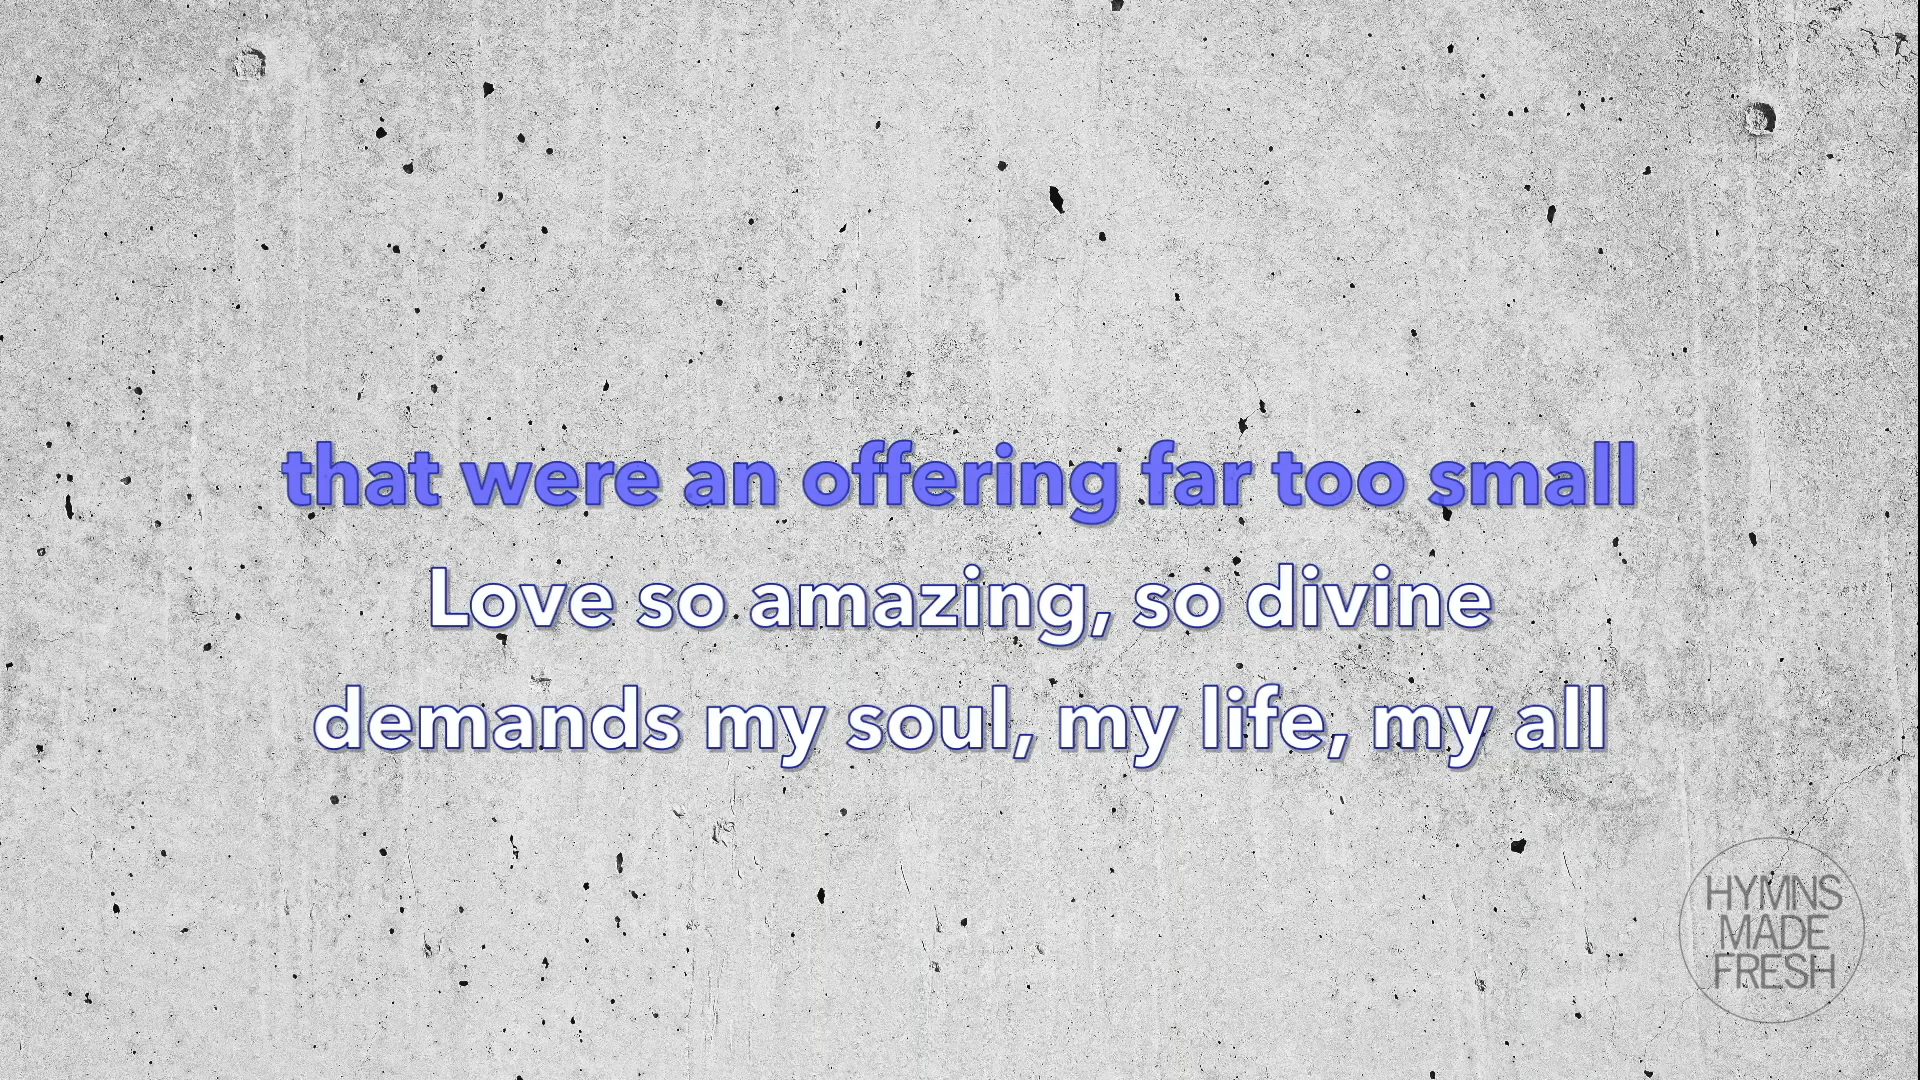 that were an offering far too small
Love so amazing, so divine
demands my soul, my life, my all
HYMNS
MADE
FRESH